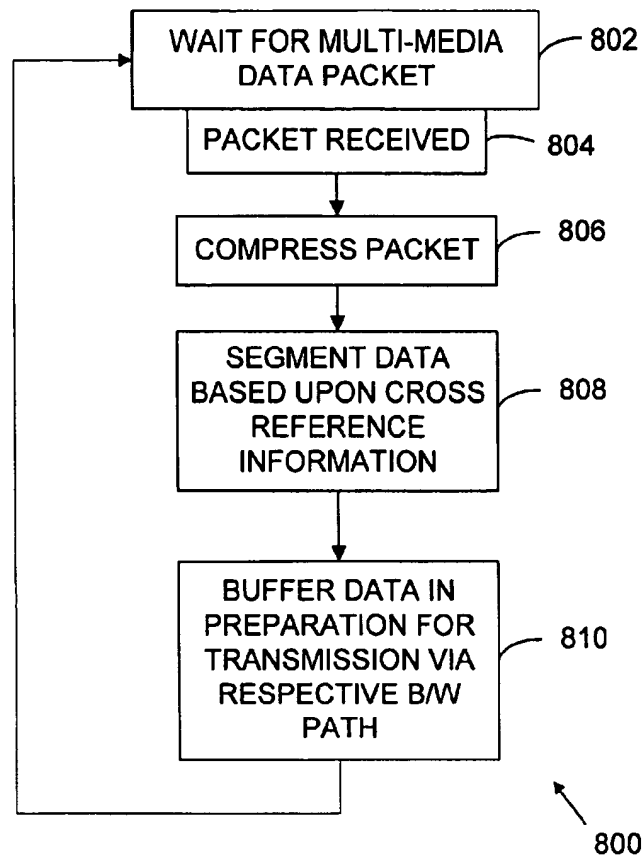 WAIT FOR MULTI-MEDIA
DATA PACKET
802
PACKET RECEIVED
804
COMPRESS PACKET
806
SEGMENT DATA
BASED UPON CROSS
REFERENCE
INFORMATION
808
BUFFER DATA IN
PREPARATION FOR
TRANSMISSION VIA
RESPECTIVE B/W
PATH
810
800